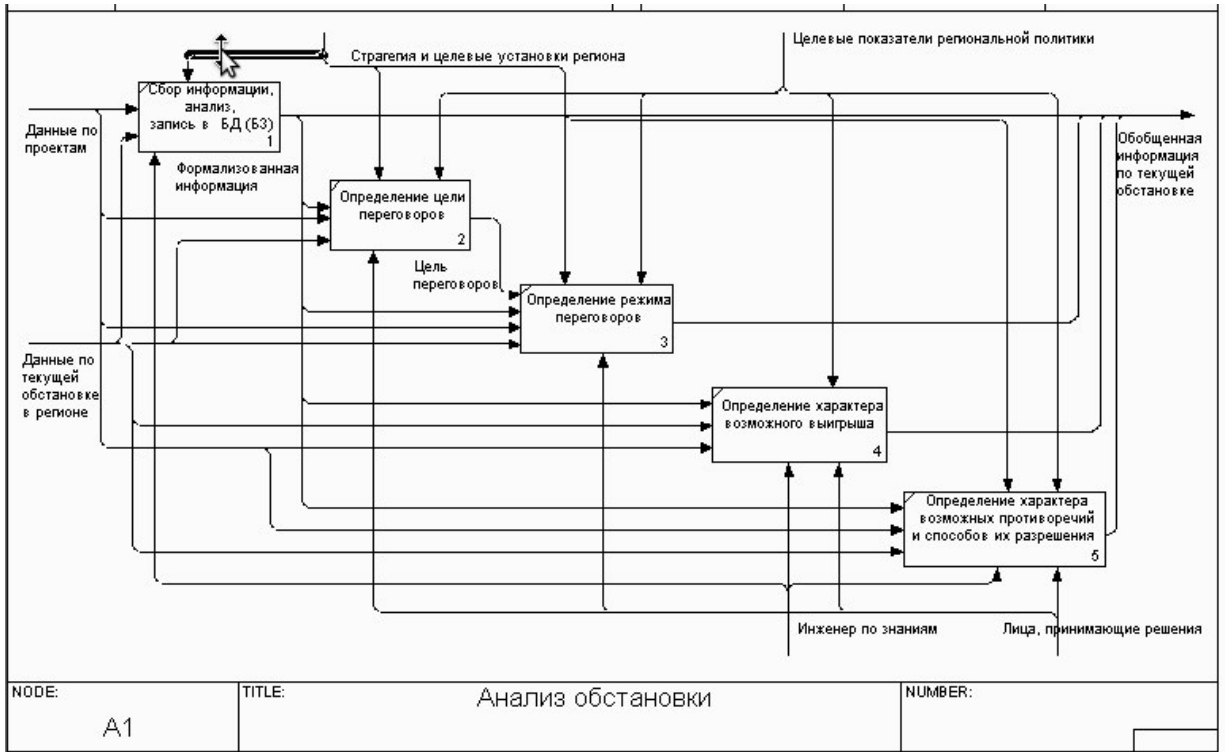 Целевые показатели региональной политики
Стратегия и целевые установки региона
Сбор информации,
анализ,
запись в БД (БЗ)
1
Данные по
проектам
Обобщенная
информация
по текущей
обстановке
Формализованная
информация
Определение цели
переговоров
2
Цель
переговоров
Определение режима
переговоров
3
Данные по
текущей
обстановке
в регионе
Определение характера
возможного выигрыша
4
Определение характера
возможных противоречий
и способов их разрешения
5
Инженер по знаниям
Лица, принимающие решения
NODE:
A1
TITLE:
Анализ обстановки
NUMBER: